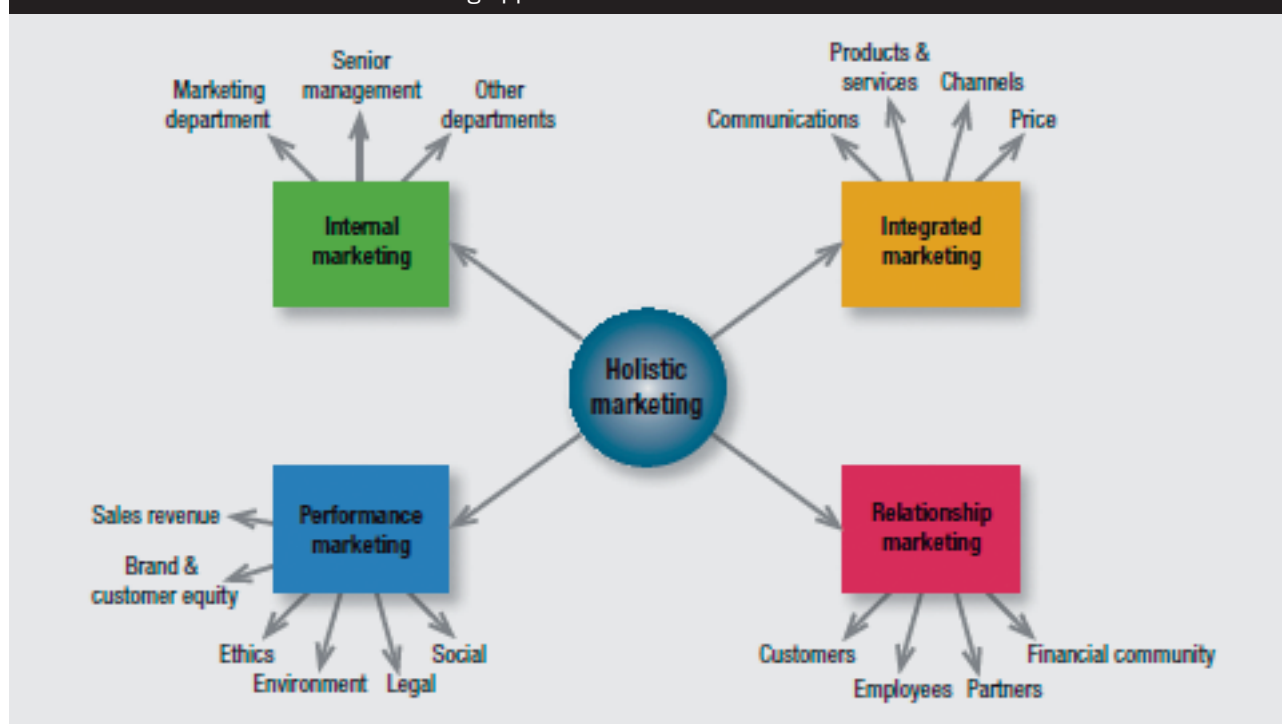 Senior
management
Marketing
department
Other
departments
Products &
services
Channels
Communications
Price
Internal
marketing
Integrated
marketing
Holistic
marketing
Performance
marketing
Relationship
marketing
Sales revenue
Brand &
customer equity
Ethics
Environment
Legal
Social
Customers
Employees
Partners
Financial community